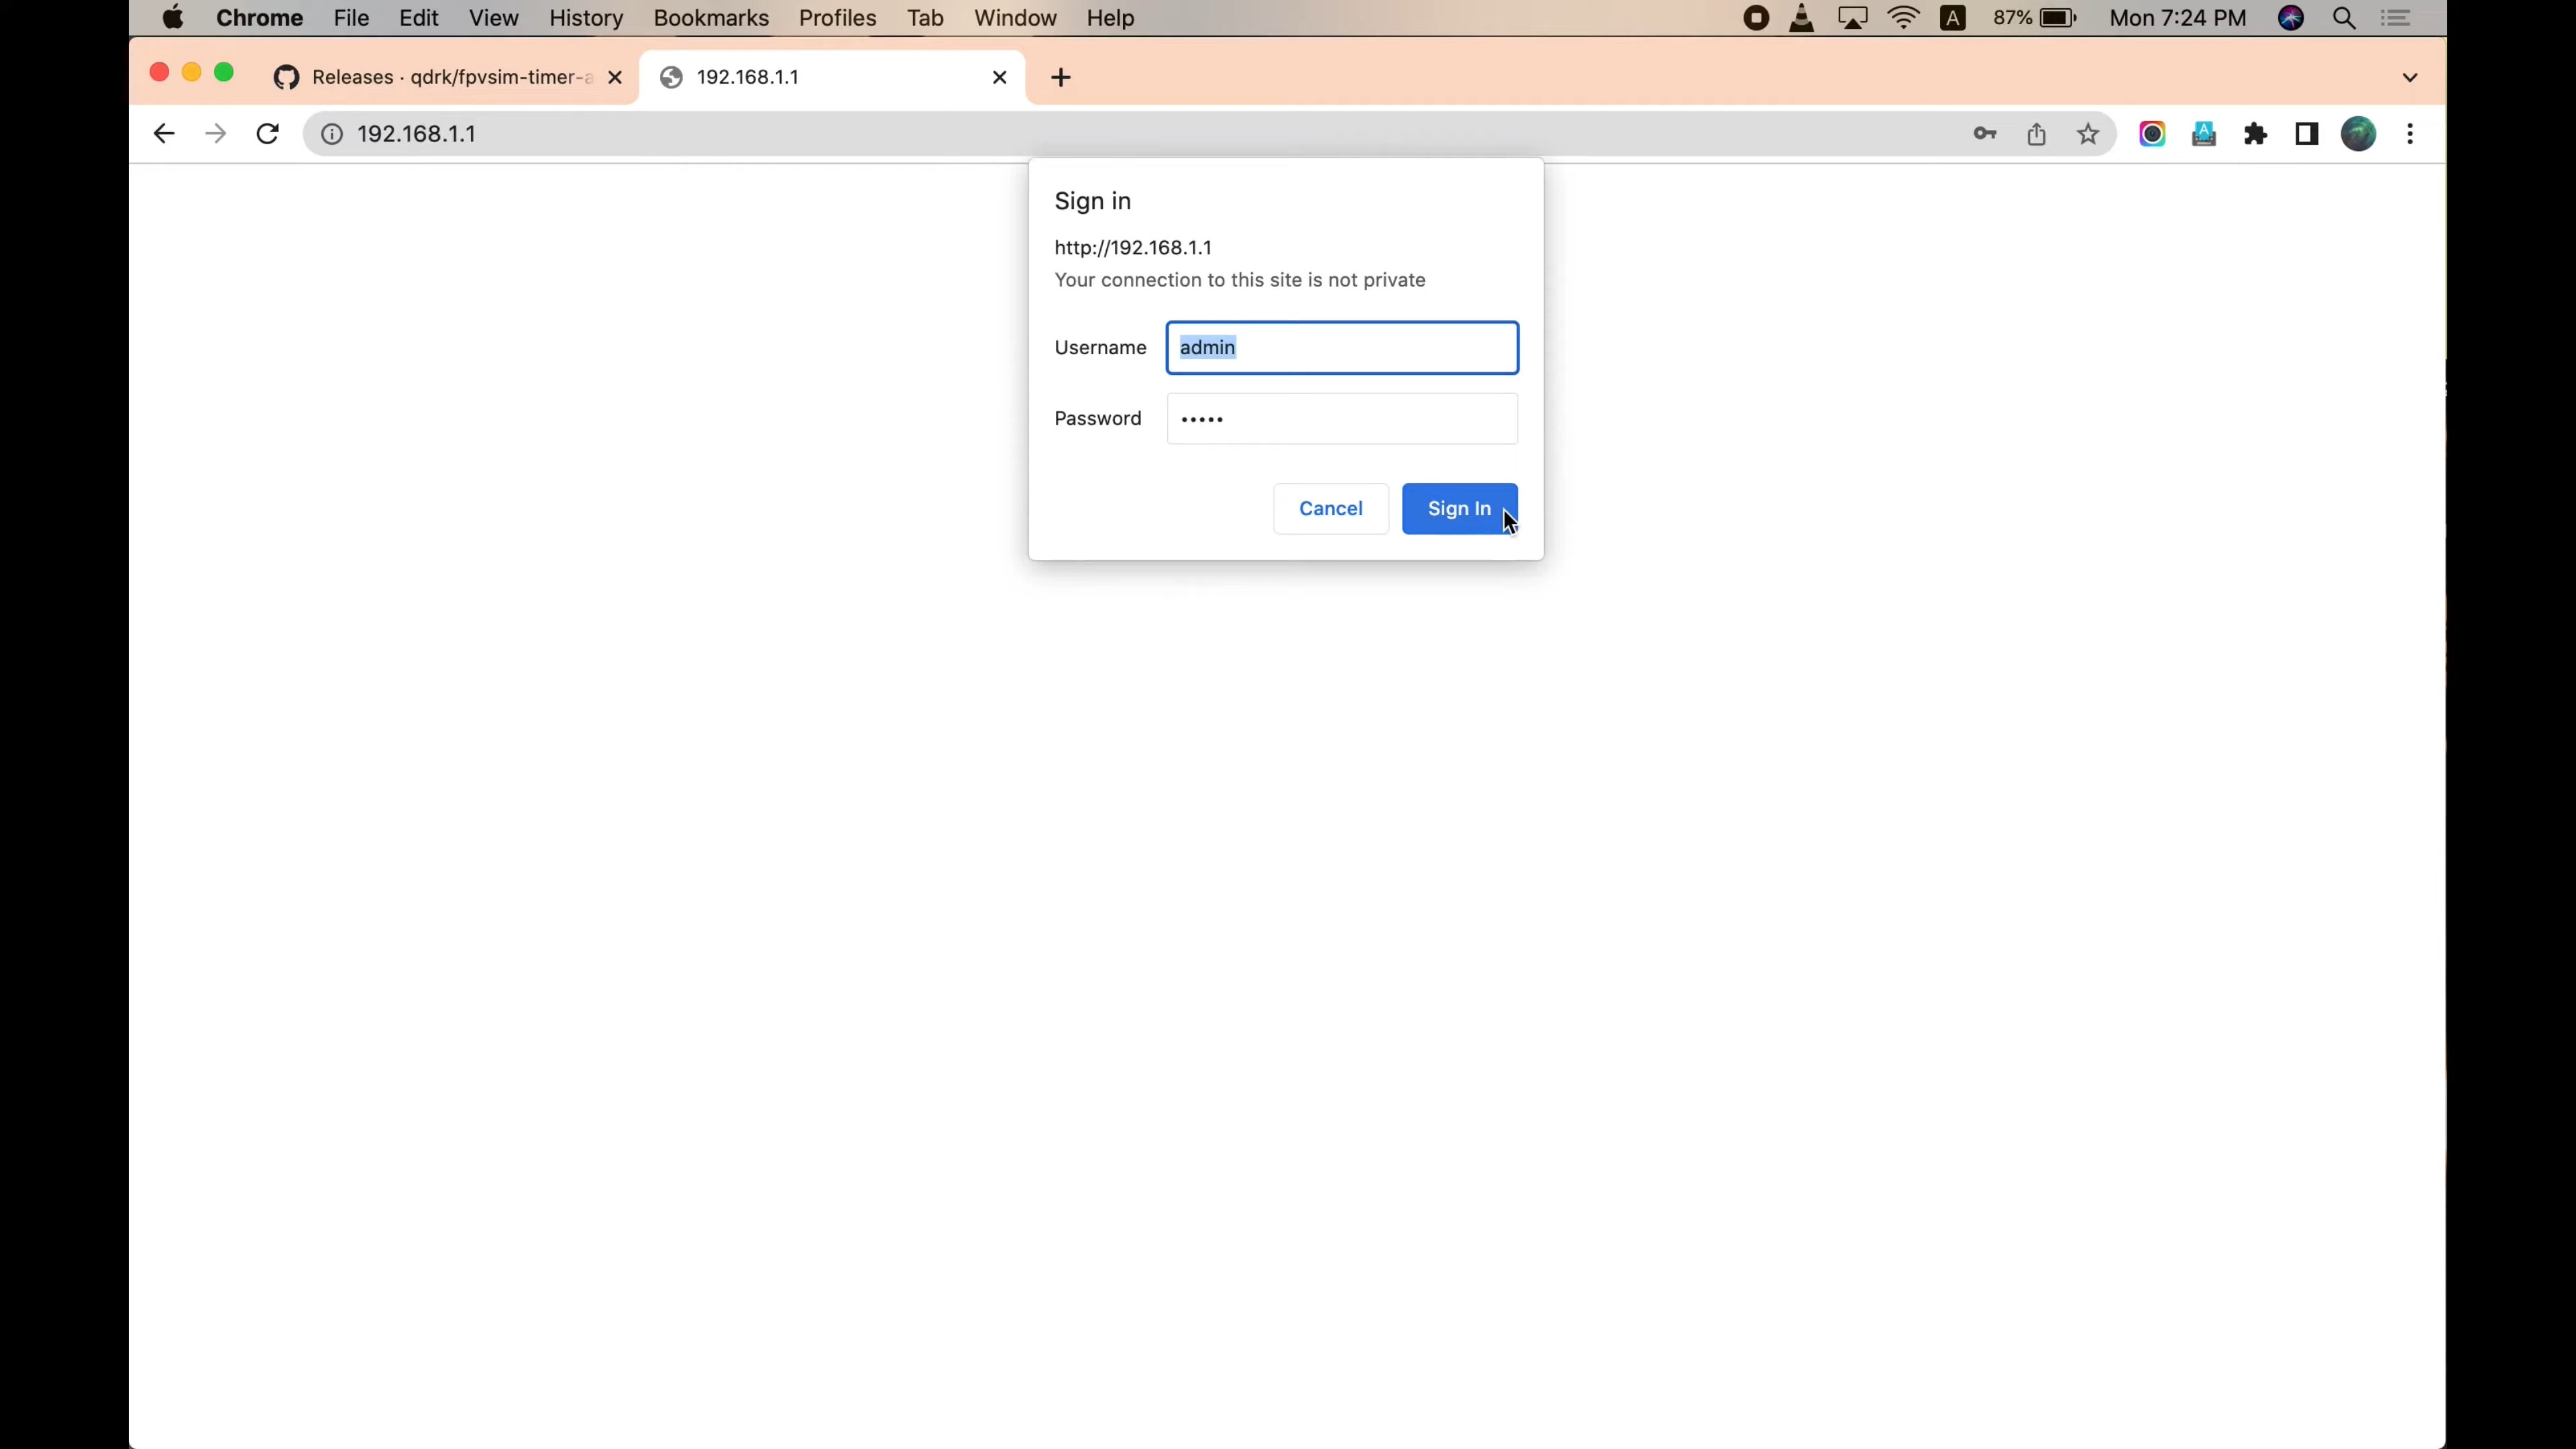 Chrome File Edit View History Bookmarks Profiles Tab Window Help A 87% Mon 7:24 PM
Releases · qdrk/fpvsim-timer-a 192.168.1.1
192.168.1.1
Sign in
http://192.168.1.1
Your connection to this site is not private
Username admin
Password •••••
Cancel Sign In